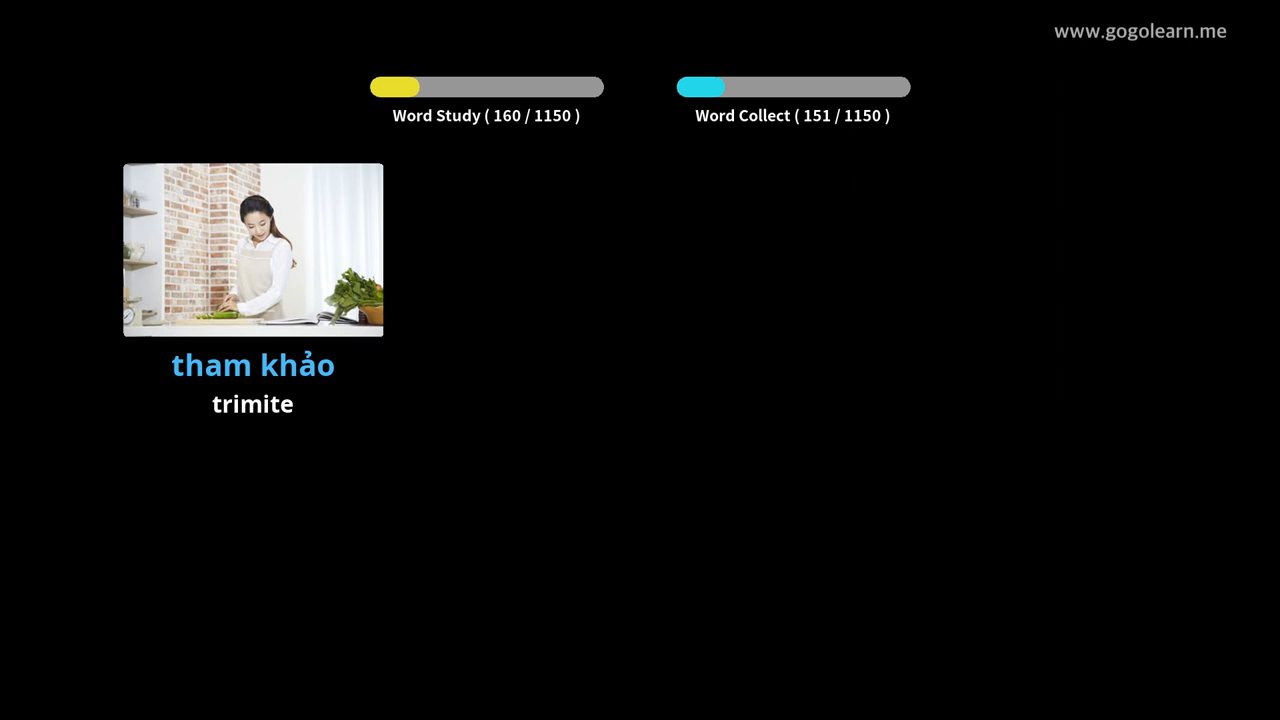 www.gogolearn.me
Word Study ( 160 / 1150 )
Word Collect ( 151 / 1150 )
tham khảo
trimite